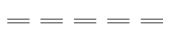 = = = = =